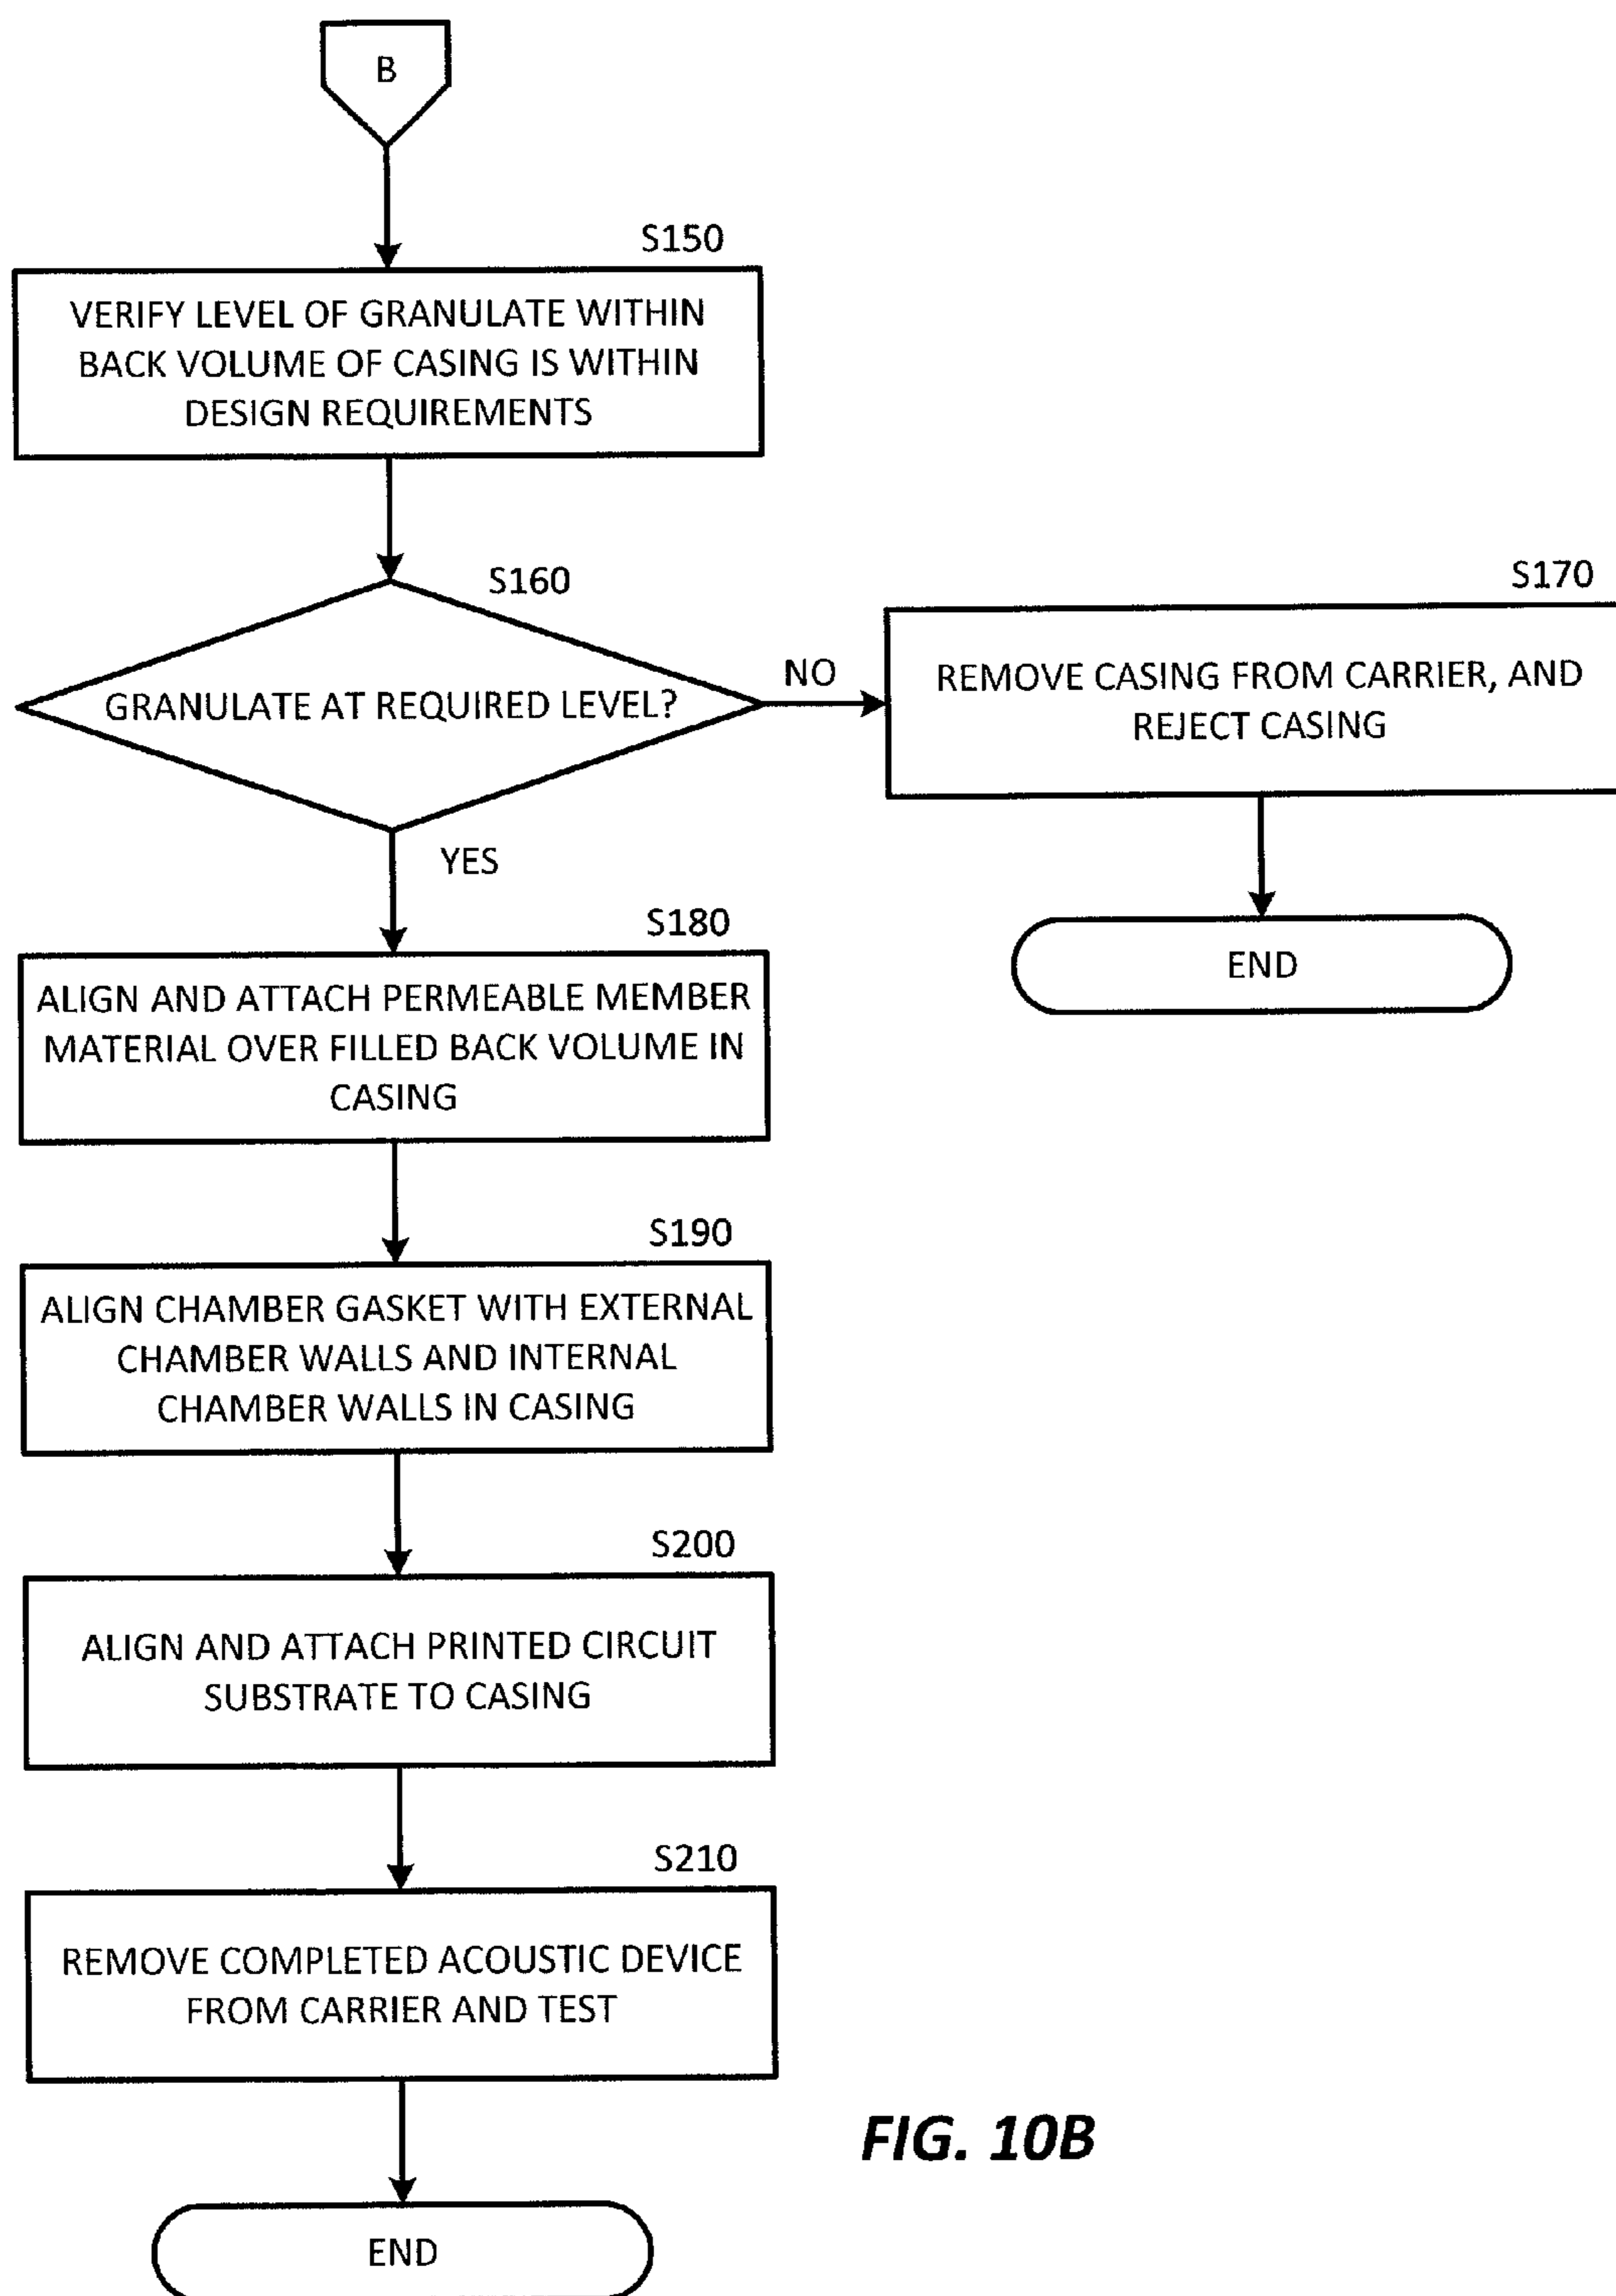 B
S150
VERIFY LEVEL OF GRANULATE WITHIN
BACK VOLUME OF CASING IS WITHIN
DESIGN REQUIREMENTS
S160
GRANULATE AT REQUIRED LEVEL?
NO
S170
REMOVE CASING FROM CARRIER, AND
REJECT CASING
END
YES
S180
ALIGN AND ATTACH PERMEABLE MEMBER
MATERIAL OVER FILLED BACK VOLUME IN
CASING
S190
ALIGN CHAMBER GASKET WITH EXTERNAL
CHAMBER WALLS AND INTERNAL
CHAMBER WALLS IN CASING
S200
ALIGN AND ATTACH PRINTED CIRCUIT
SUBSTRATE TO CASING
S210
REMOVE COMPLETED ACOUSTIC DEVICE
FROM CARRIER AND TEST
END
FIG. 10B